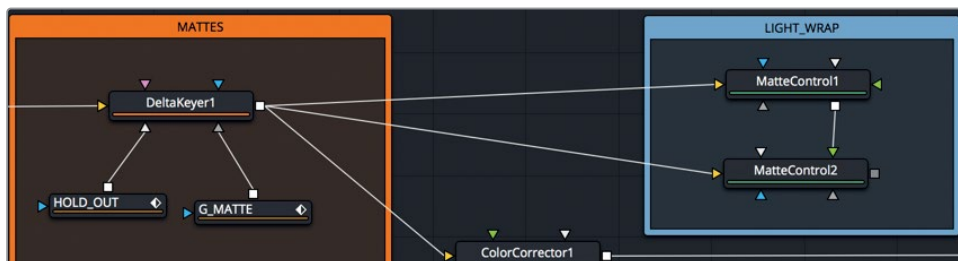 MATTES
LIGHT_WRAP
DeltaKeyer1
MatteControl1
HOLD_OUT
G_MATTE
MatteControl2
ColorCorrector1